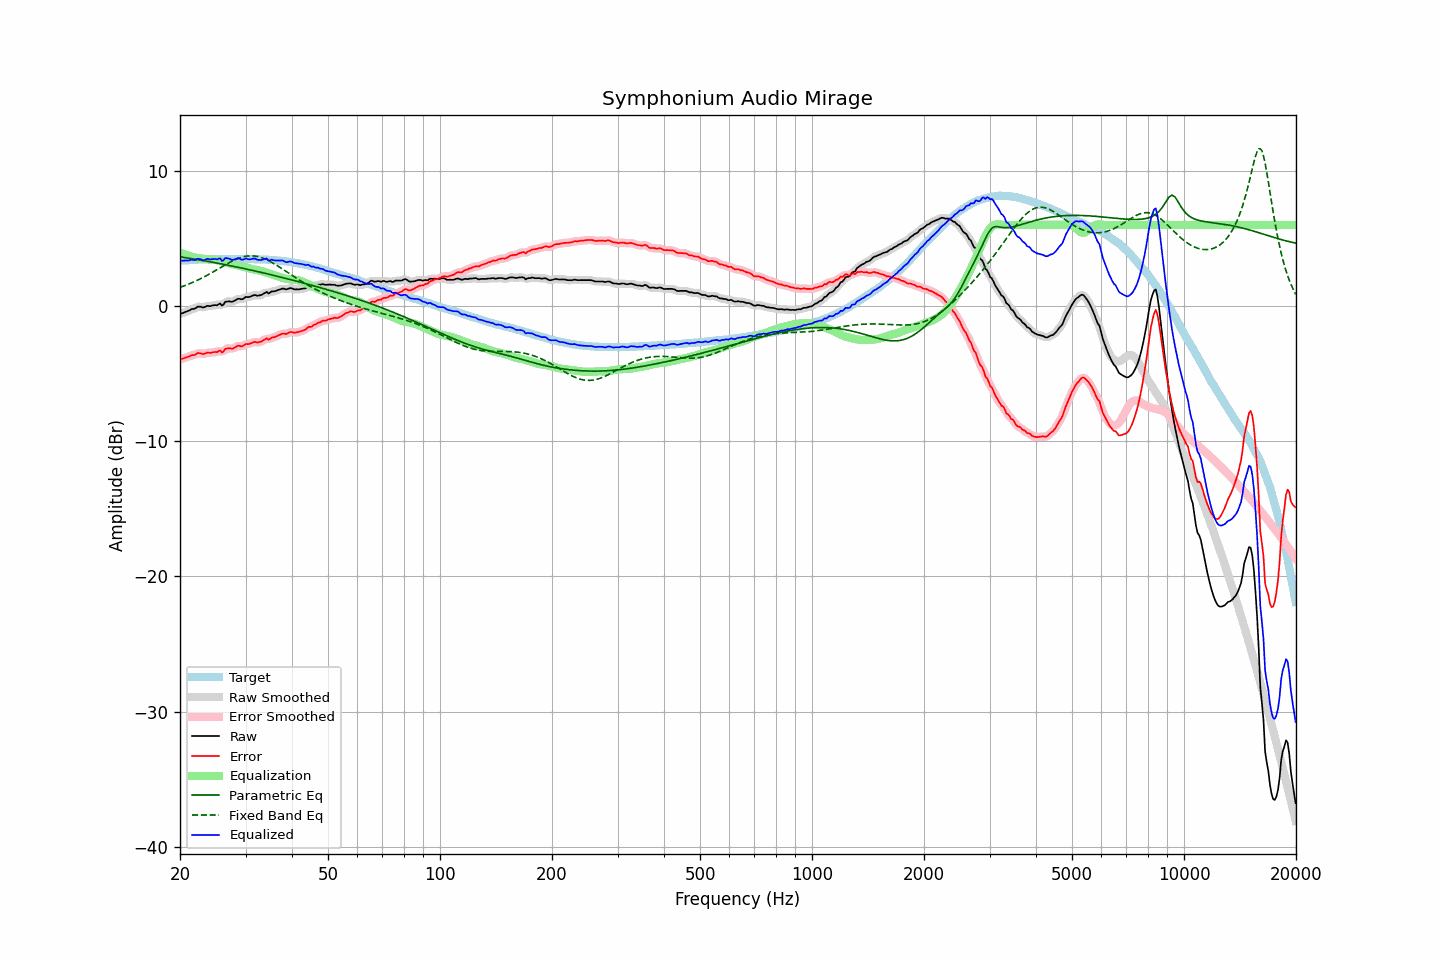 Symphonium Audio Mirage
Amplitude (dBr)
10
0
−10
−20
−30
−40
Target
Raw Smoothed
Error Smoothed
Raw
Error
Equalization
Parametric Eq
Fixed Band Eq
Equalized
20 50 100 200 500 1000 2000 5000 10000 20000
Frequency (Hz)